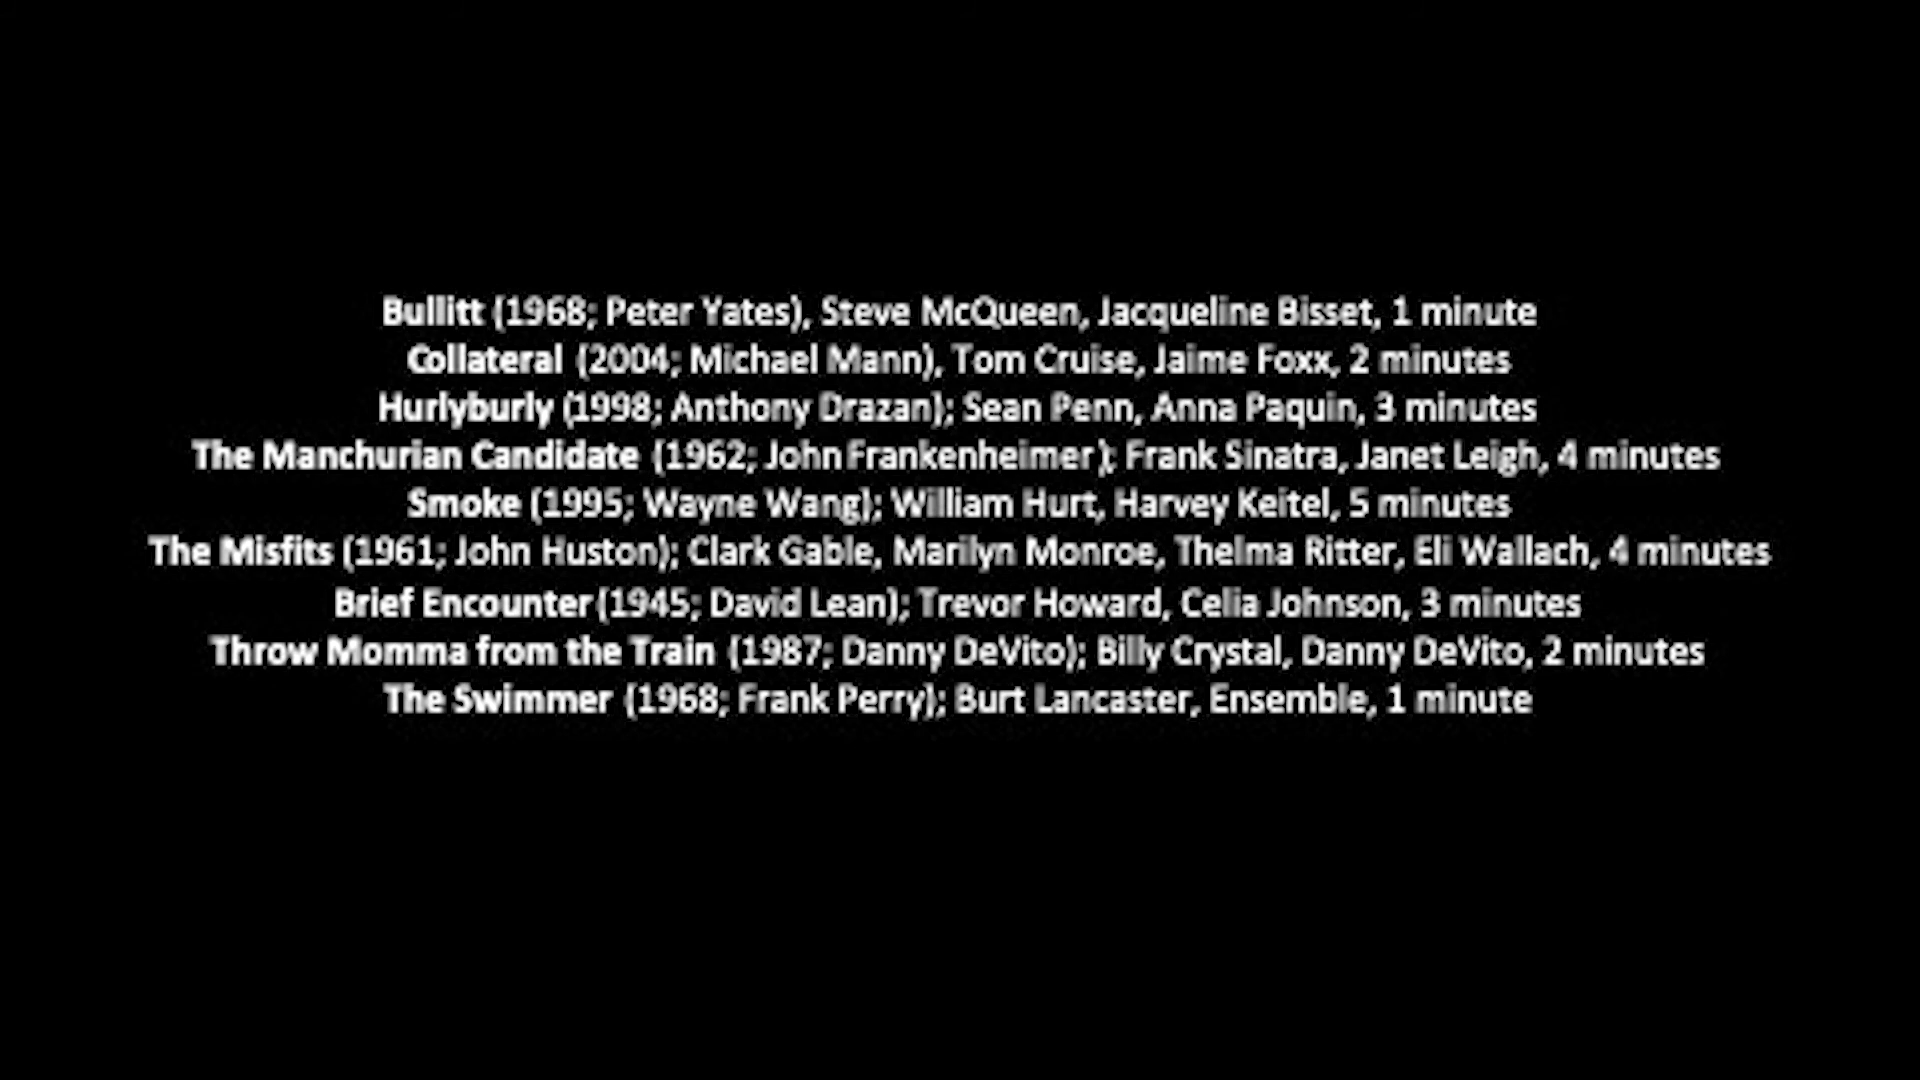 Bullitt (1968; Peter Yates), Steve McQueen, Jacqueline Bisset, 1 minute
Collateral (2004; Michael Mann), Tom Cruise, Jaime Foxx, 2 minutes
Hurlyburly (1998; Anthony Drazan); Sean Penn, Anna Paquin, 3 minutes
The Manchurian Candidate (1962; John Frankenheimer); Frank Sinatra, Janet Leigh, 4 minutes
Smoke (1995; Wayne Wang); William Hurt, Harvey Keitel, 5 minutes
The Misfits (1961; John Huston); Clark Gable, Marilyn Monroe, Thelma Ritter, Eli Wallach, 4 minutes
Brief Encounter (1945; David Lean); Trevor Howard, Celia Johnson, 3 minutes
Throw Momma from the Train (1987; Danny DeVito); Billy Crystal, Danny DeVito, 2 minutes
The Swimmer (1968; Frank Perry); Burt Lancaster, Ensemble, 1 minute